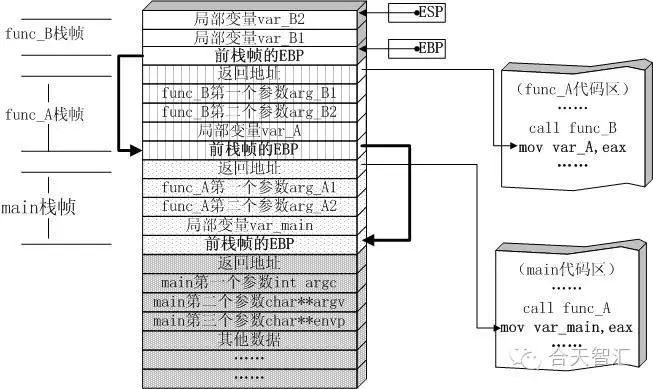 func_B栈帧
func_A栈帧
main栈帧
局部变量var_B2
局部变量var_B1
前栈帧的EBP
返回地址
func_B第一个参数arg_B1
func_B第二个参数arg_B2
局部变量var_A
前栈帧的EBP
返回地址
func_A第一个参数arg_A1
func_A第二个参数arg_A2
局部变量var_main
前栈帧的EBP
返回地址
main第一个参数int argc
main第二个参数char**argv
main第三个参数char**envp
其他数据
……
……
ESP
EBP
（func_A代码区）
……
call func_B
mov var_A,eax
……
（main代码区）
……
call func_A
mov var_main,eax
……
合天智汇